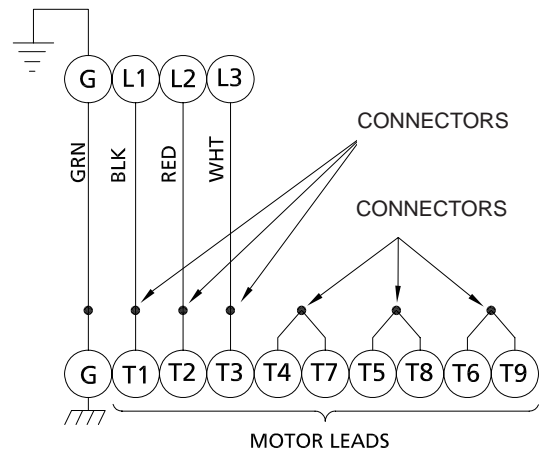 G L1 L2 L3
GRN
BLK
RED
WHT
CONNECTORS
CONNECTORS
G T1 T2 T3 T4 T7 T5 T8 T6 T9
MOTOR LEADS